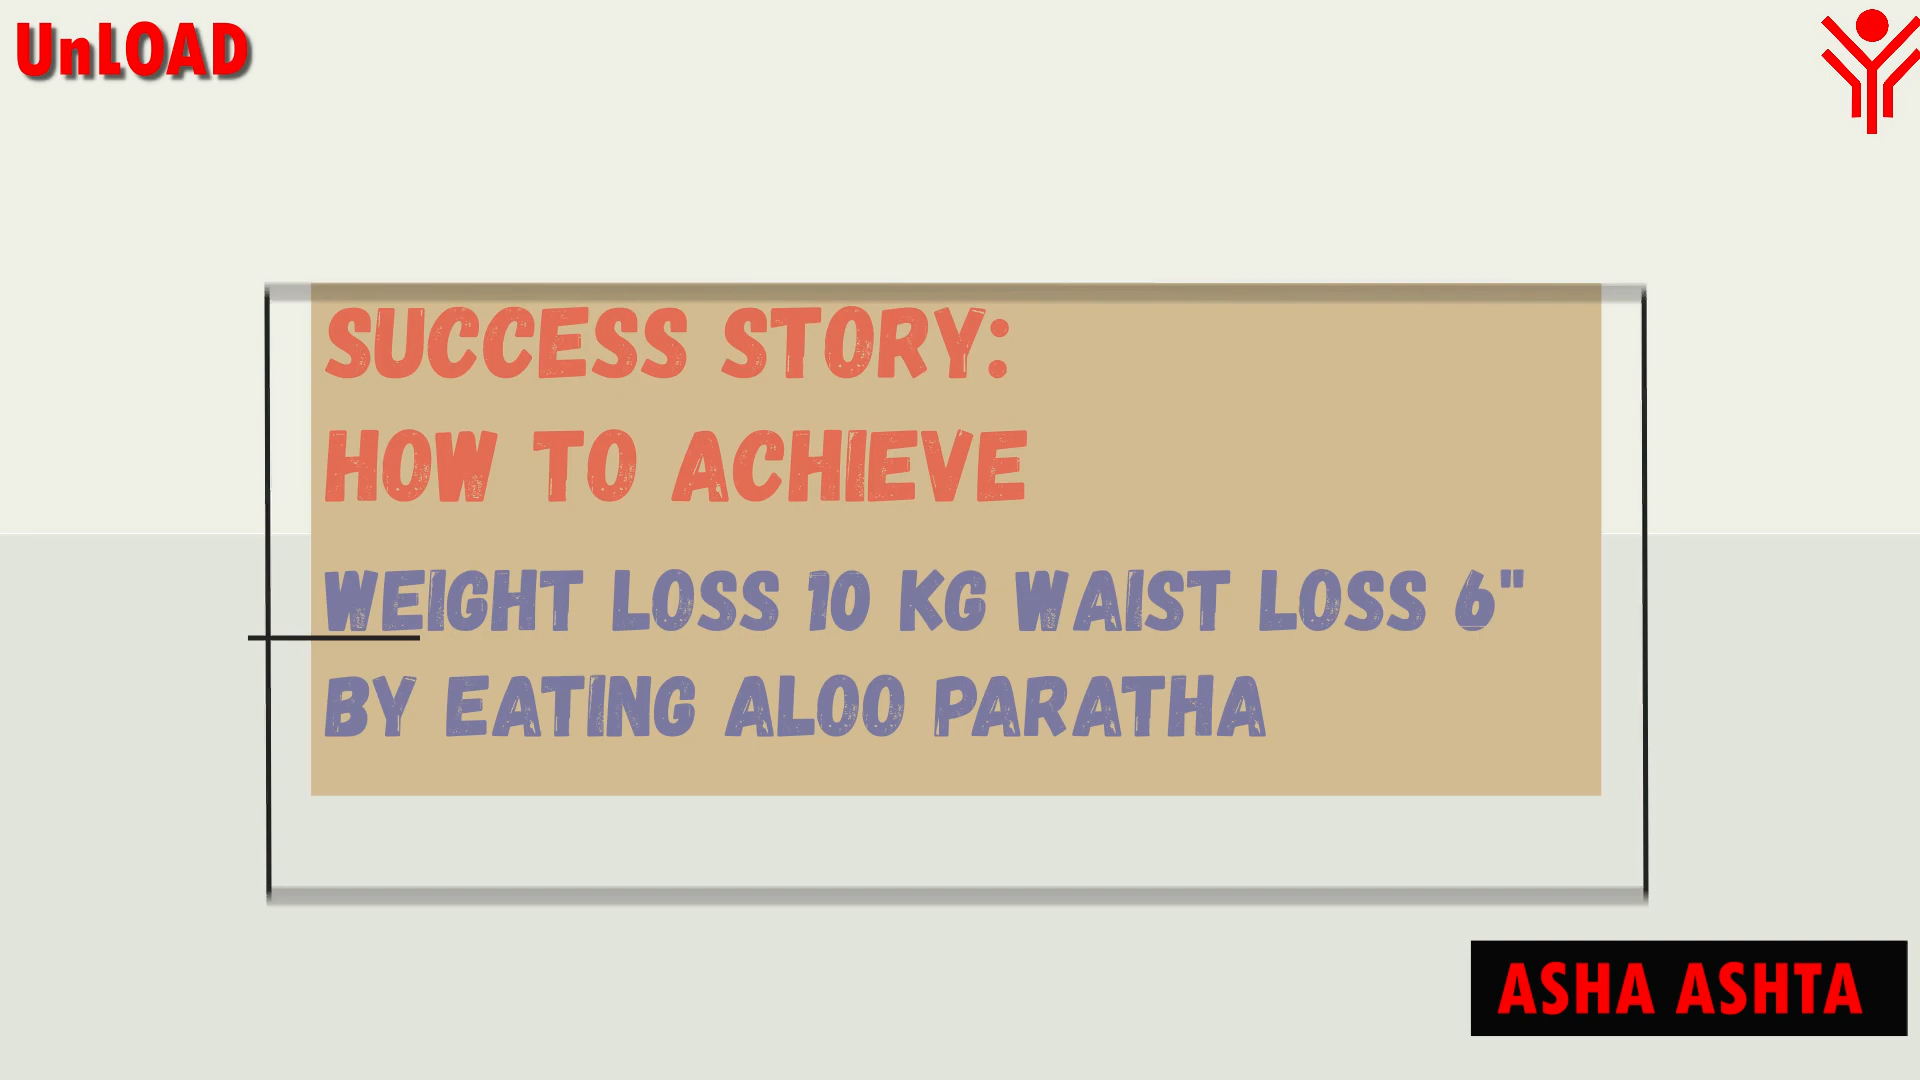 UnLOAD
SUCCESS STORY:
HOW TO ACHIEVE
WEIGHT LOSS 10 KG WAIST LOSS 6"
BY EATING ALOO PARATHA
ASHA ASHTA